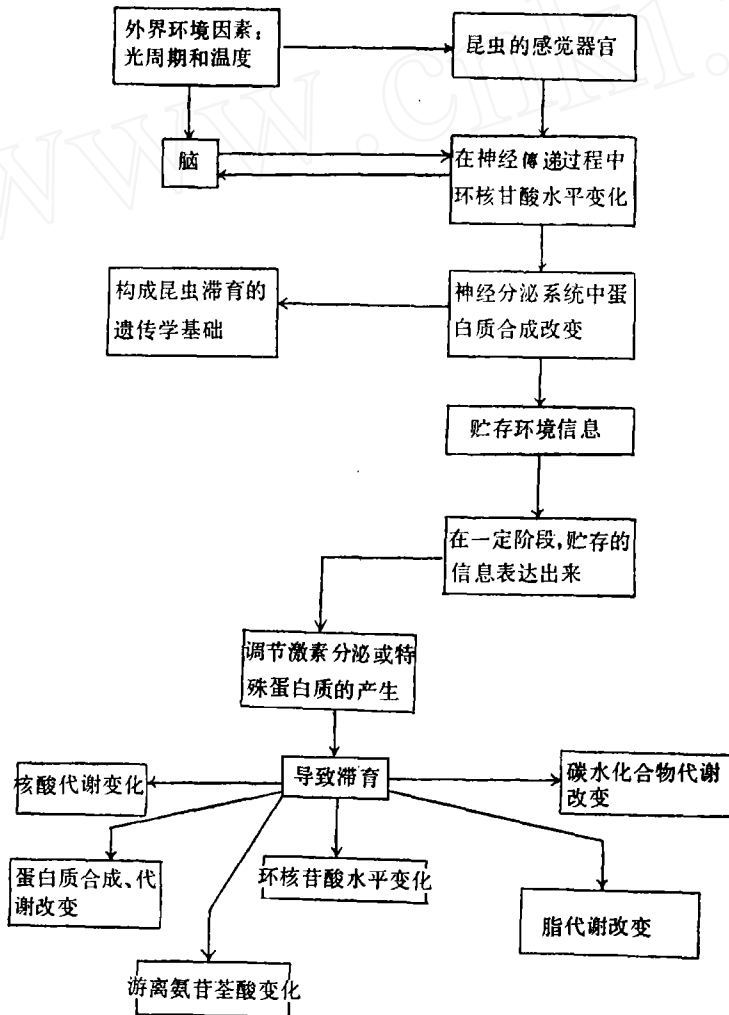 外界环境因素：
光周期和温度
昆虫的感觉器官
脑
在神经傳递过程中
环核甘酸水平变化
构成昆虫滞育的
遗传学基础
神经分泌系统中蛋
白质合成改变
贮存环境信息
在一定阶段,贮存的
信息表达出来
调节激素分泌或特
殊蛋白质的产生
核酸代谢变化
导致滞育
碳水化合物代谢
改变
蛋白质合成、代
谢改变
环核苷酸水平变化
脂代谢改变
游离氨苷荃酸变化
www.cnki.